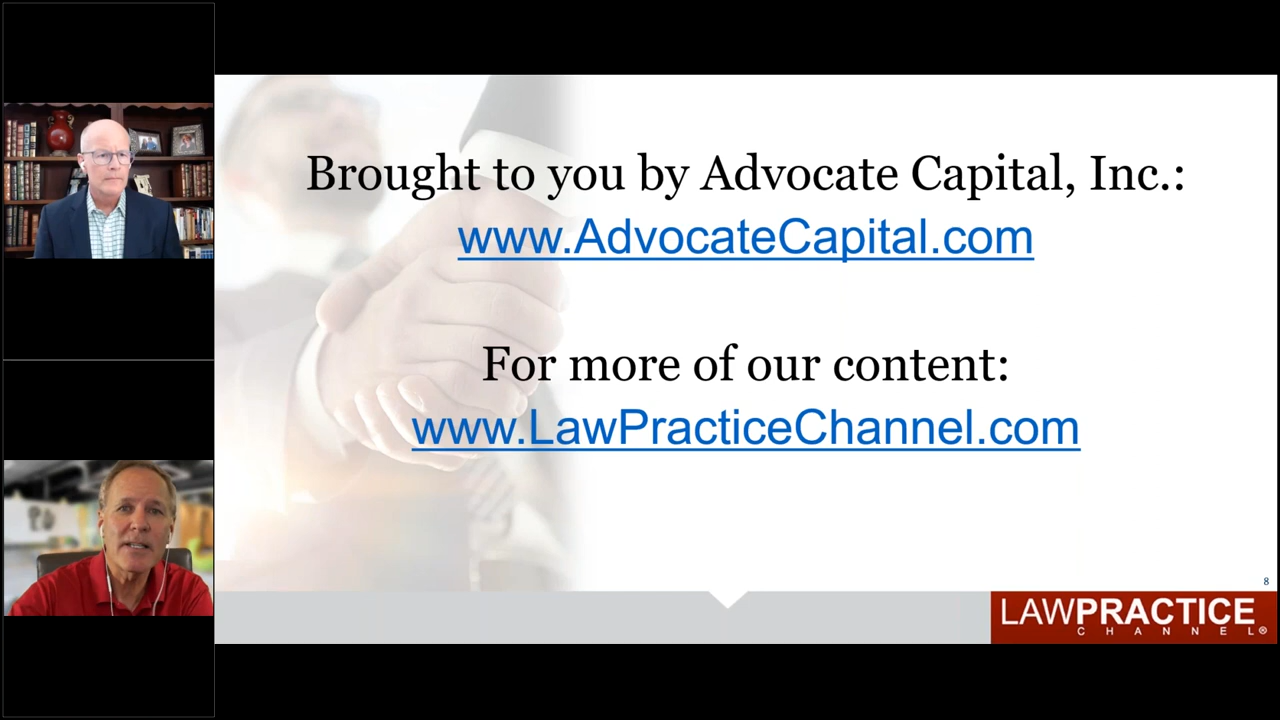 Brought to you by Advocate Capital, Inc.:
www.AdvocateCapital.com
For more of our content:
www.LawPracticeChannel.com
8
LAWPRACTICE
CHANNEL®